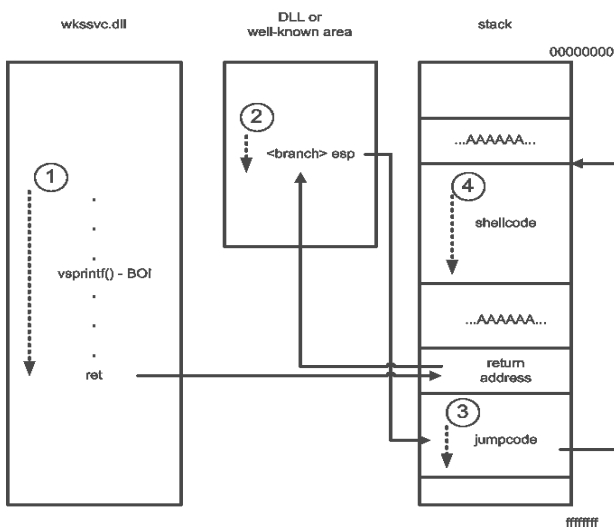 wkssvc.dll
DLL or
well-known area
stack
00000000
1
2
...AAAAAA...
<branch> esp
4
shellcode
vsprintf() - BOf
...AAAAAA...
ret
return
address
3
jumpcode
ffffffff